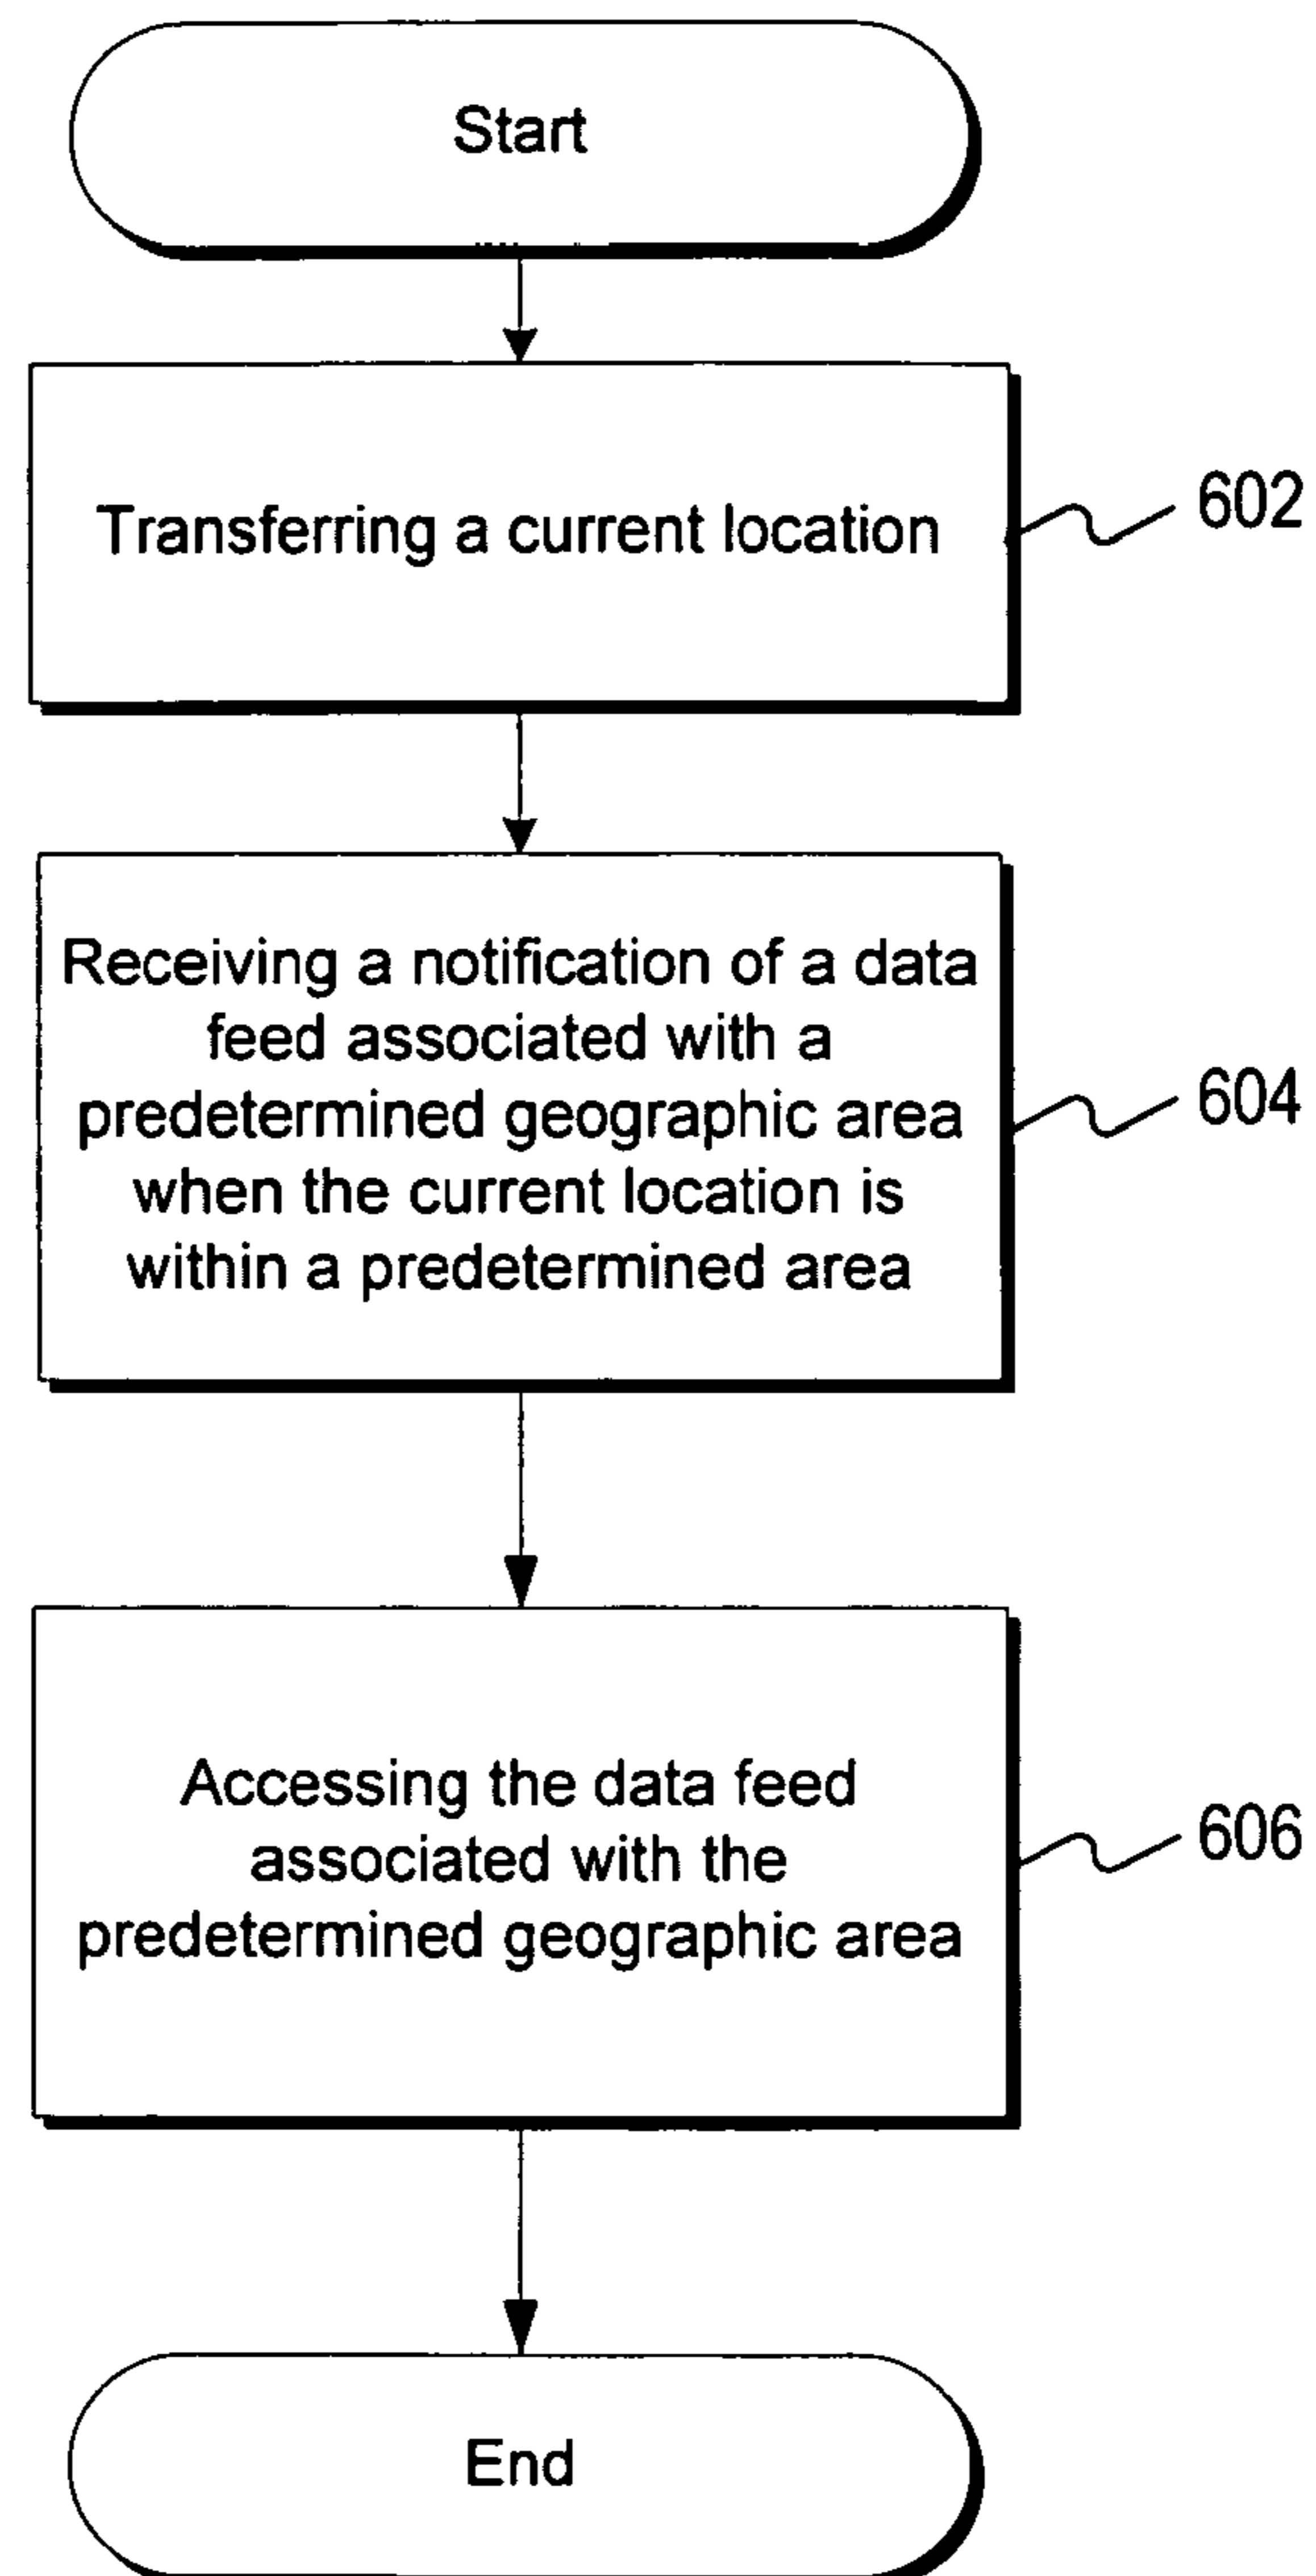 Start
Transferring a current location
602
Receiving a notification of a data
feed associated with a
predetermined geographic area
when the current location is
within a predetermined area
604
Accessing the data feed
associated with the
predetermined geographic area
606
End